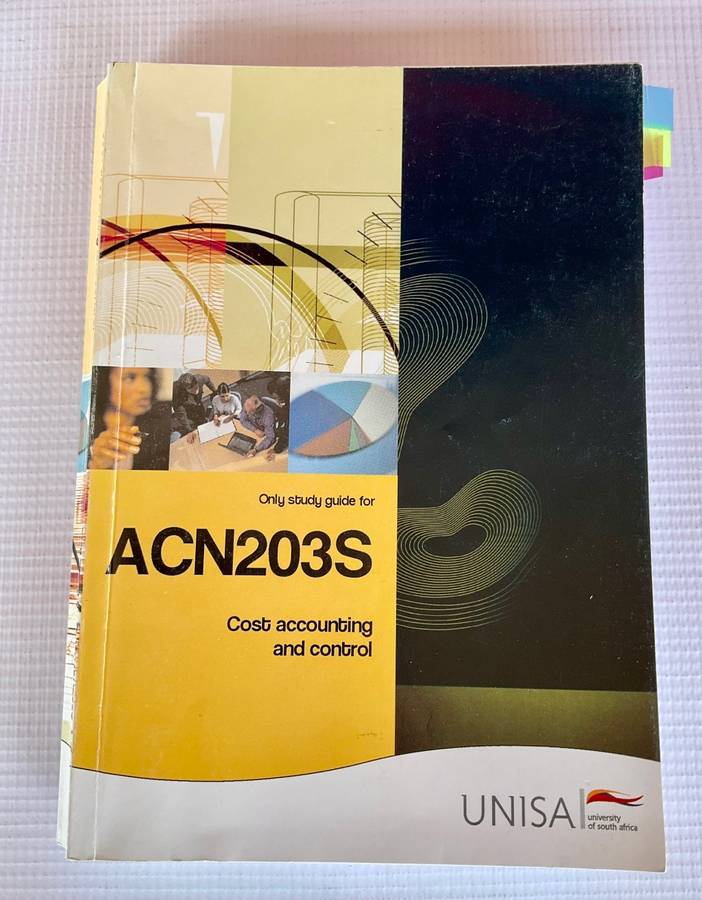 Only study guide for
ACN203S
Cost accounting
and control
UNISA
university
of south africa